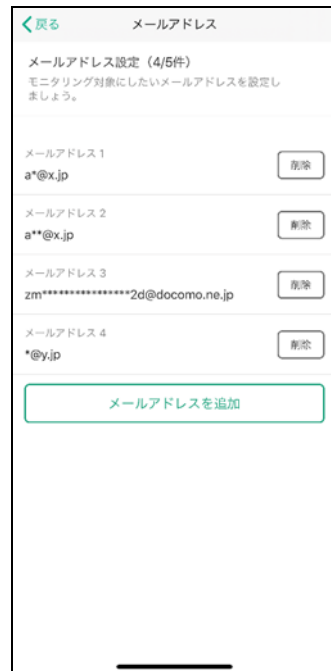 戻る メールアドレス
メールアドレス設定（4/5件）
モニタリング対象にしたいメールアドレスを設定し
ましょう。
メールアドレス 1
a*@x.jp
削除
メールアドレス 2
a**@x.jp
削除
メールアドレス 3
zm****************2d@docomo.ne.jp
削除
メールアドレス 4
*@y.jp
削除
メールアドレスを追加